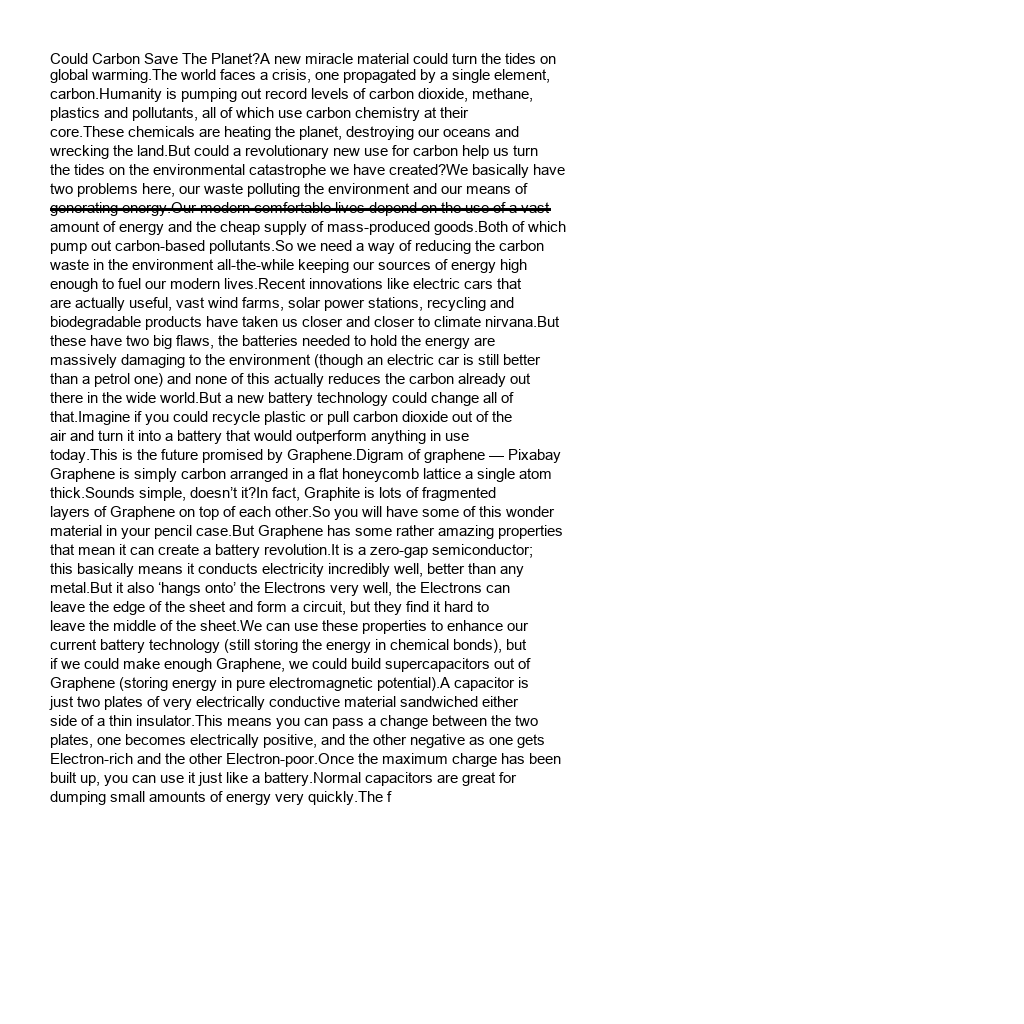 Could Carbon Save The Planet?A new miracle material could turn the tides on
global warming.The world faces a crisis, one propagated by a single element,
carbon.Humanity is pumping out record levels of carbon dioxide, methane,
plastics and pollutants, all of which use carbon chemistry at their
core.These chemicals are heating the planet, destroying our oceans and
wrecking the land.But could a revolutionary new use for carbon help us turn
the tides on the environmental catastrophe we have created?We basically have
two problems here, our waste polluting the environment and our means of
generating energy.Our modern comfortable lives depend on the use of a vast
amount of energy and the cheap supply of mass-produced goods.Both of which
pump out carbon-based pollutants.So we need a way of reducing the carbon
waste in the environment all-the-while keeping our sources of energy high
enough to fuel our modern lives.Recent innovations like electric cars that
are actually useful, vast wind farms, solar power stations, recycling and
biodegradable products have taken us closer and closer to climate nirvana.But
these have two big flaws, the batteries needed to hold the energy are
massively damaging to the environment (though an electric car is still better
than a petrol one) and none of this actually reduces the carbon already out
there in the wide world.But a new battery technology could change all of
that.Imagine if you could recycle plastic or pull carbon dioxide out of the
air and turn it into a battery that would outperform anything in use
today.This is the future promised by Graphene.Digram of graphene — Pixabay
Graphene is simply carbon arranged in a flat honeycomb lattice a single atom
thick.Sounds simple, doesn’t it?In fact, Graphite is lots of fragmented
layers of Graphene on top of each other.So you will have some of this wonder
material in your pencil case.But Graphene has some rather amazing properties
that mean it can create a battery revolution.It is a zero-gap semiconductor;
this basically means it conducts electricity incredibly well, better than any
metal.But it also ‘hangs onto’ the Electrons very well, the Electrons can
leave the edge of the sheet and form a circuit, but they find it hard to
leave the middle of the sheet.We can use these properties to enhance our
current battery technology (still storing the energy in chemical bonds), but
if we could make enough Graphene, we could build supercapacitors out of
Graphene (storing energy in pure electromagnetic potential).A capacitor is
just two plates of very electrically conductive material sandwiched either
side of a thin insulator.This means you can pass a change between the two
plates, one becomes electrically positive, and the other negative as one gets
Electron-rich and the other Electron-poor.Once the maximum charge has been
built up, you can use it just like a battery.Normal capacitors are great for
dumping small amounts of energy very quickly.The f